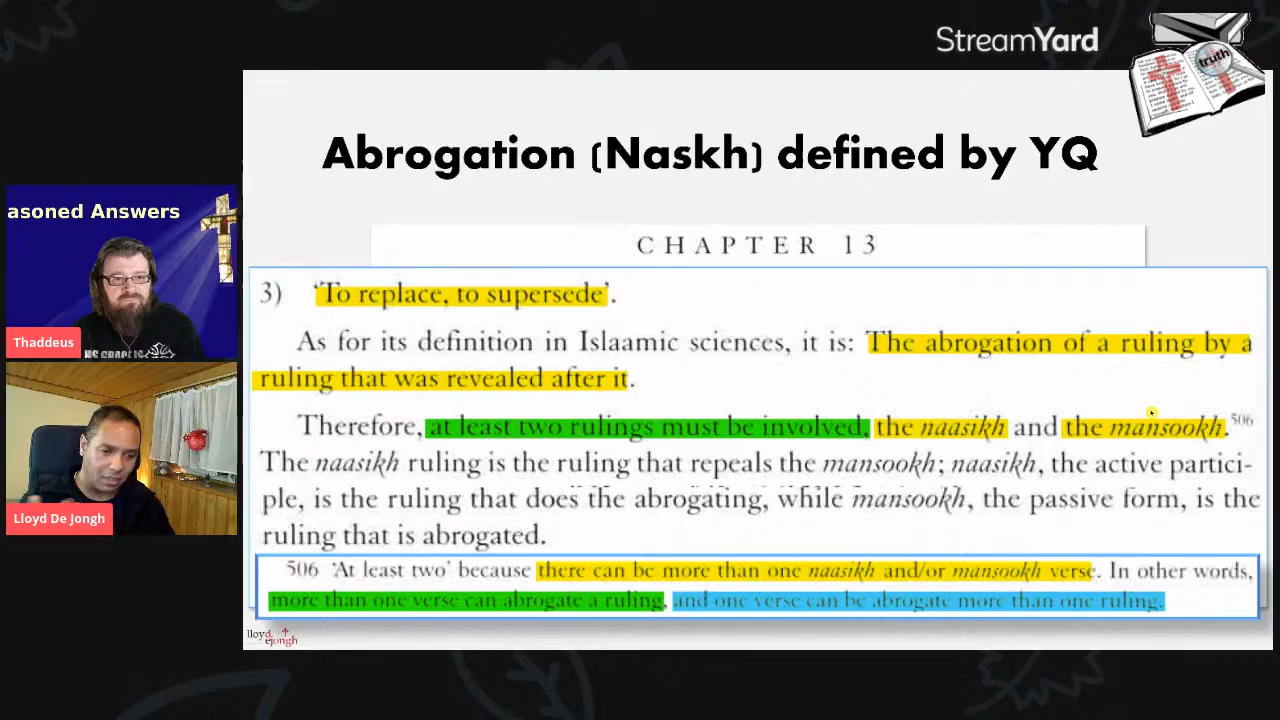 StreamYard
truth
Abrogation (Naskh) defined by YQ
CHAPTER 13
3) ‘To replace, to supersede’.
As for its definition in Islaamic sciences, it is: The abrogation of a ruling by a
ruling that was revealed after it.
Therefore, at least two rulings must be involved, the naasikh and the mansookh.506
The naasikh ruling is the ruling that repeals the mansookh; naasikh, the active partici-
ple, is the ruling that does the abrogating, while mansookh, the passive form, is the
ruling that is abrogated.
506 ‘At least two’ because there can be more than one naasikh and/or mansookh verse. In other words,
more than one verse can abrogate a ruling, and one verse can be abrogate more than one ruling.
lloyd
ejongh
asoned Answers
Thaddeus
Lloyd De Jongh